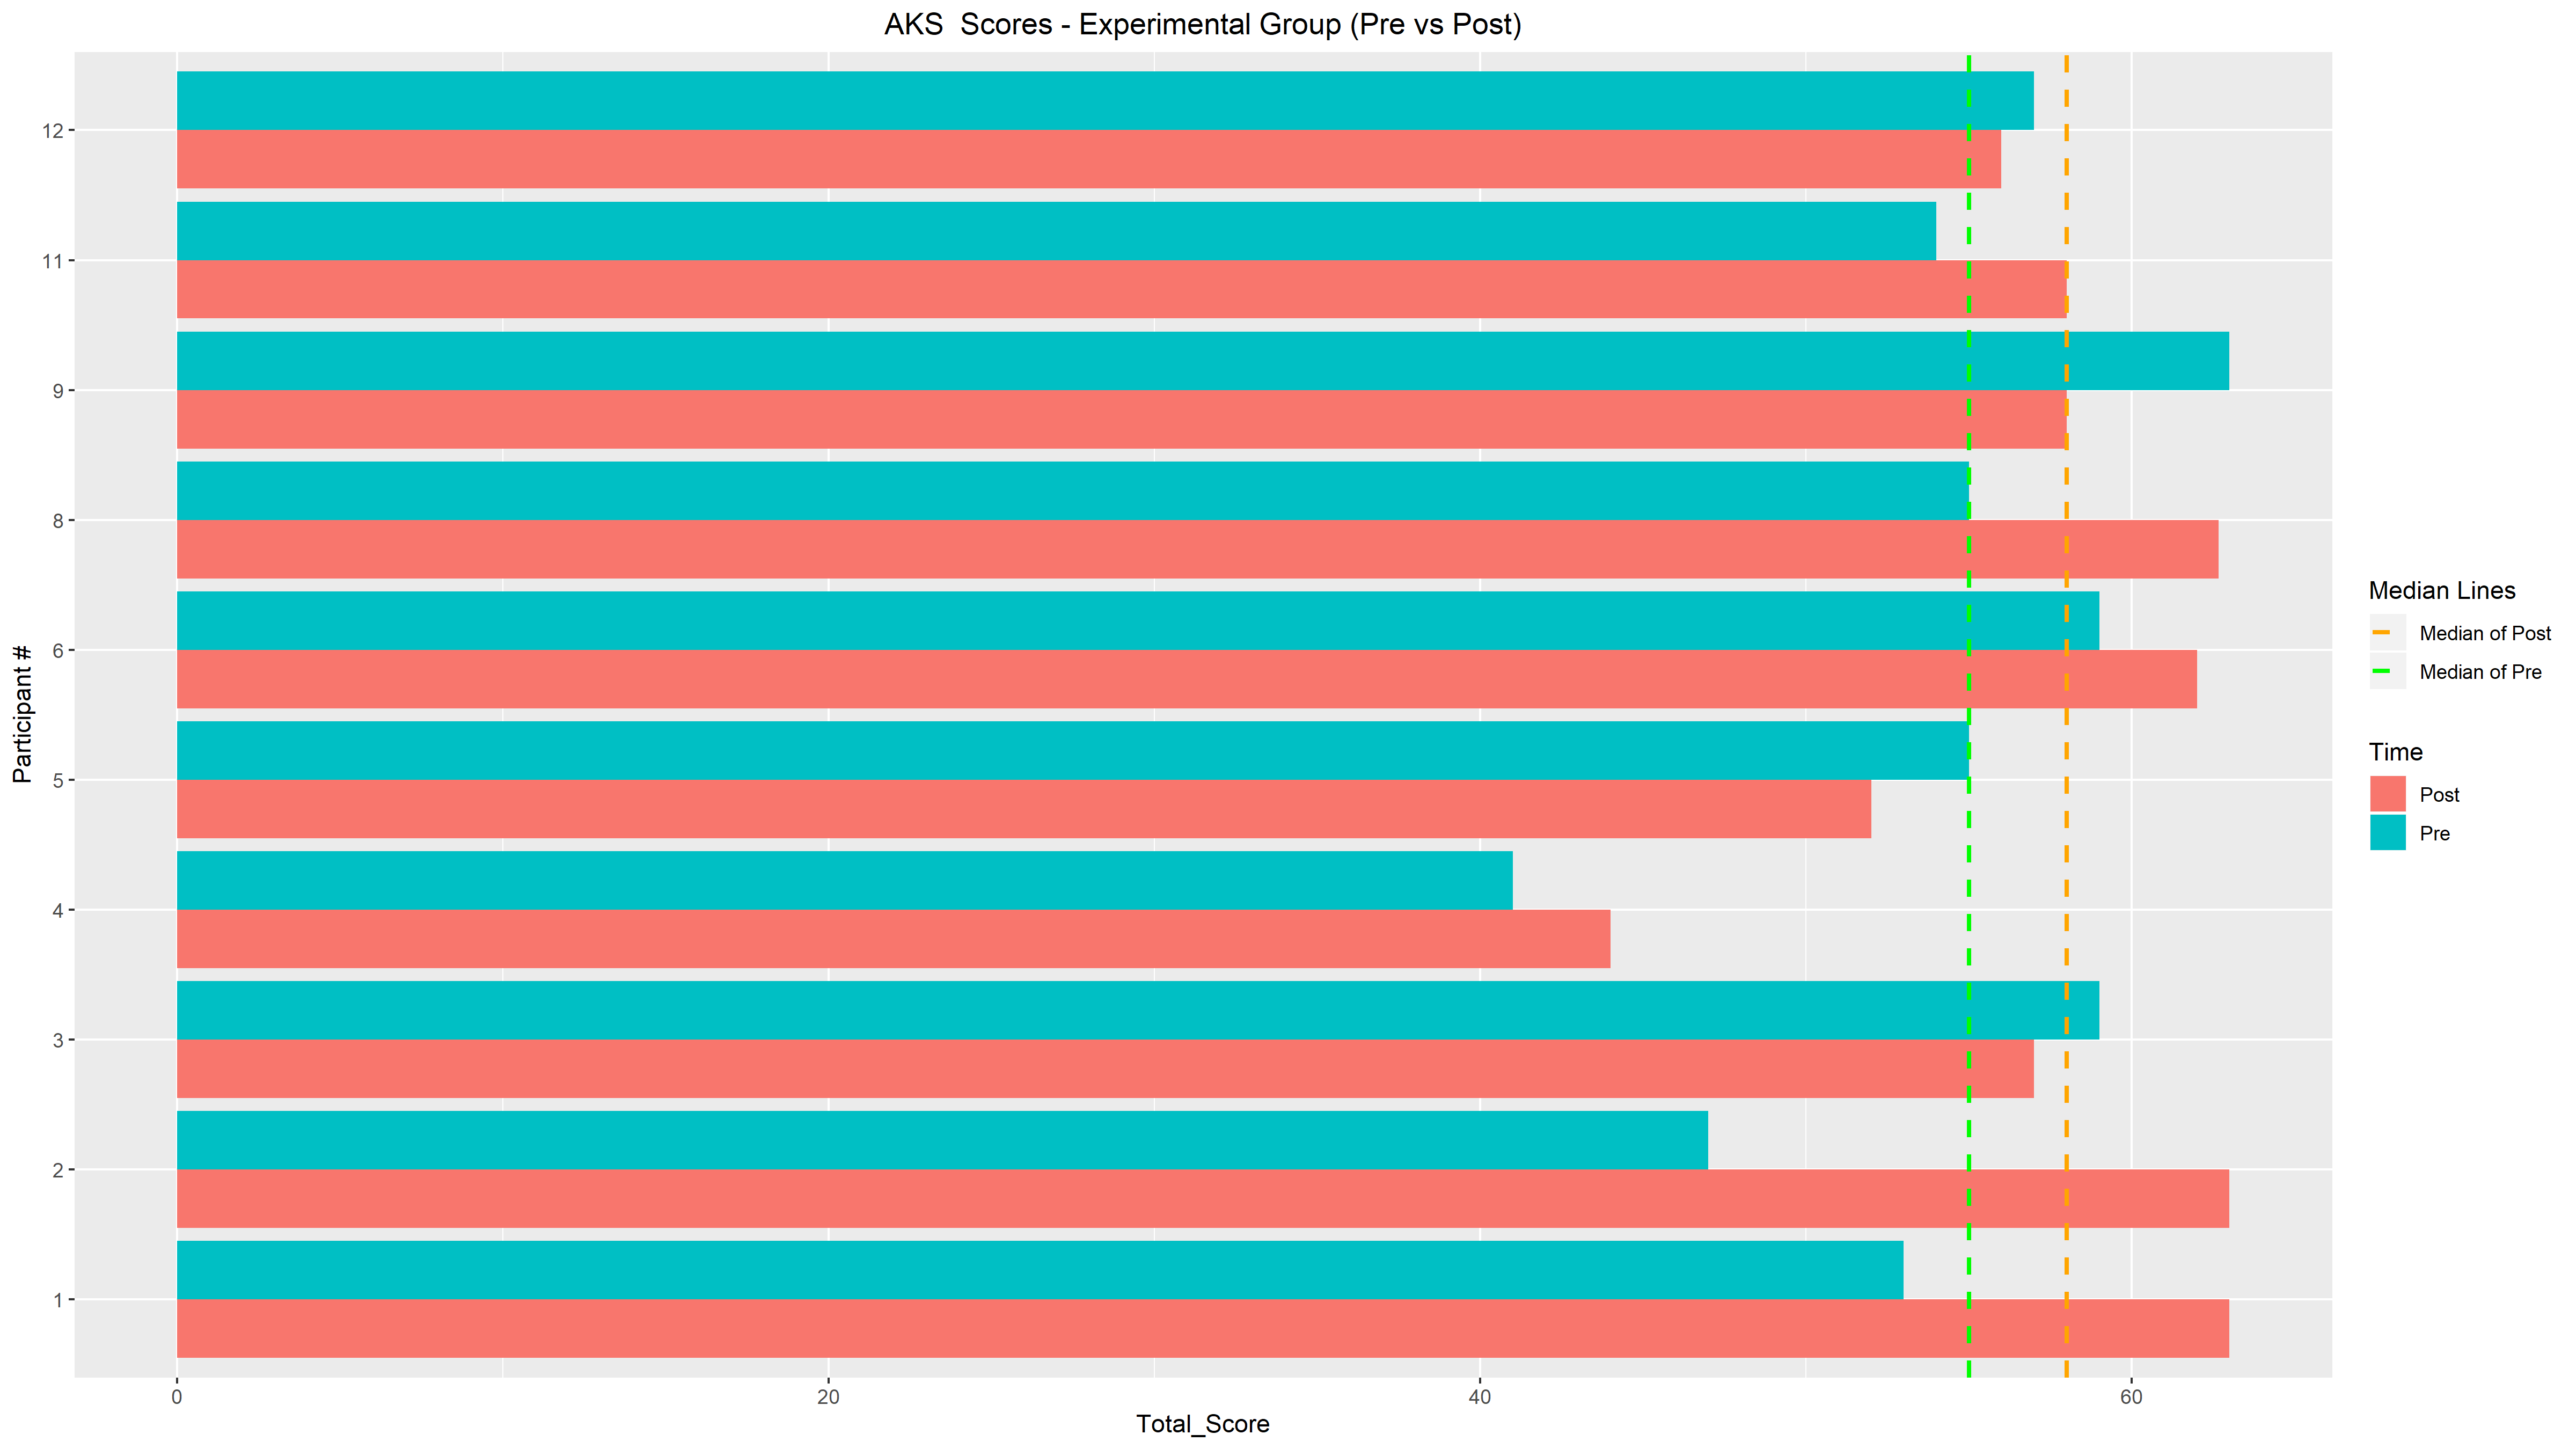 AKS  Scores - Experimental Group (Pre vs Post)
Participant #
12
11
9
8
6
5
4
3
2
1
0 20 40 60
Total_Score
Median Lines
Median of Post
Median of Pre
Time
Post
Pre